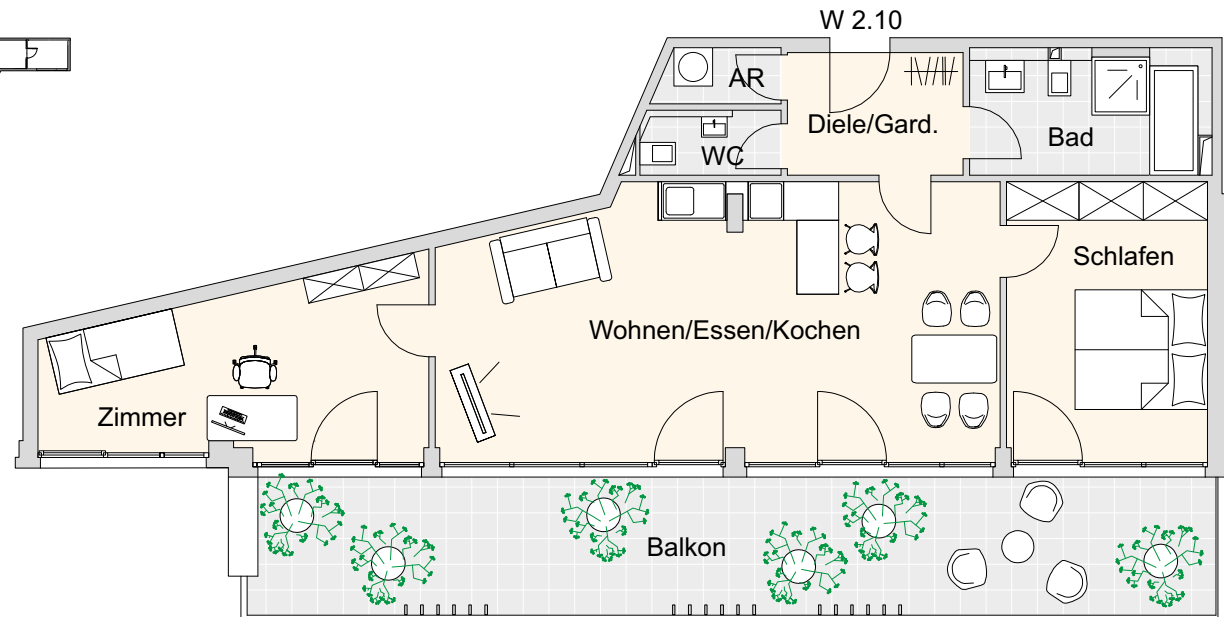 W 2.10
AR
Diele/Gard.
WC
Bad
Schlafen
Wohnen/Essen/Kochen
Zimmer
Balkon